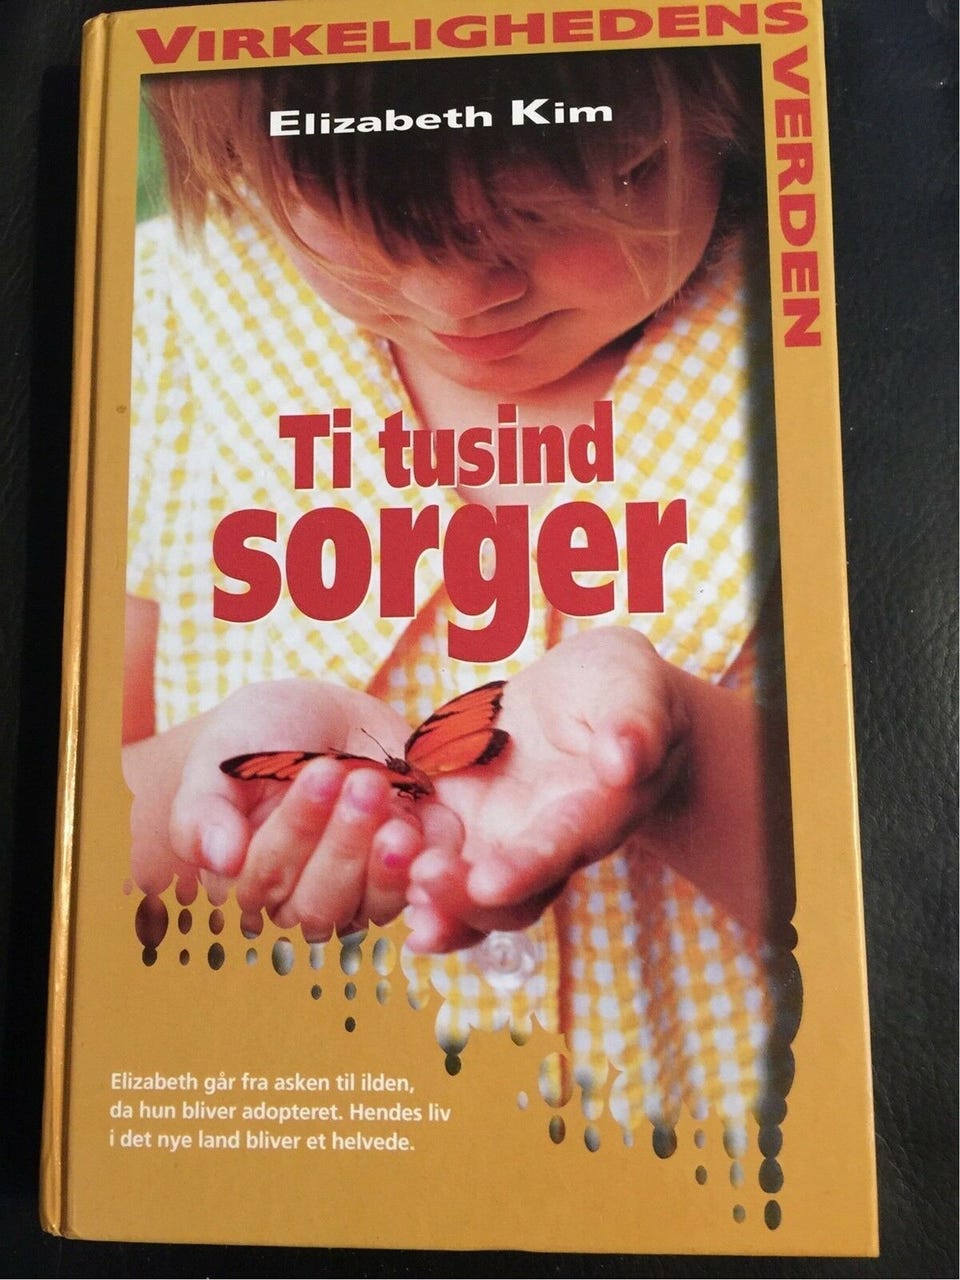 VIRKELIGHEDENS
VERDEN
Elizabeth Kim
Ti tusind
sorger
Elizabeth går fra asken til ilden,
da hun bliver adopteret. Hendes liv
i det nye land bliver et helvede.